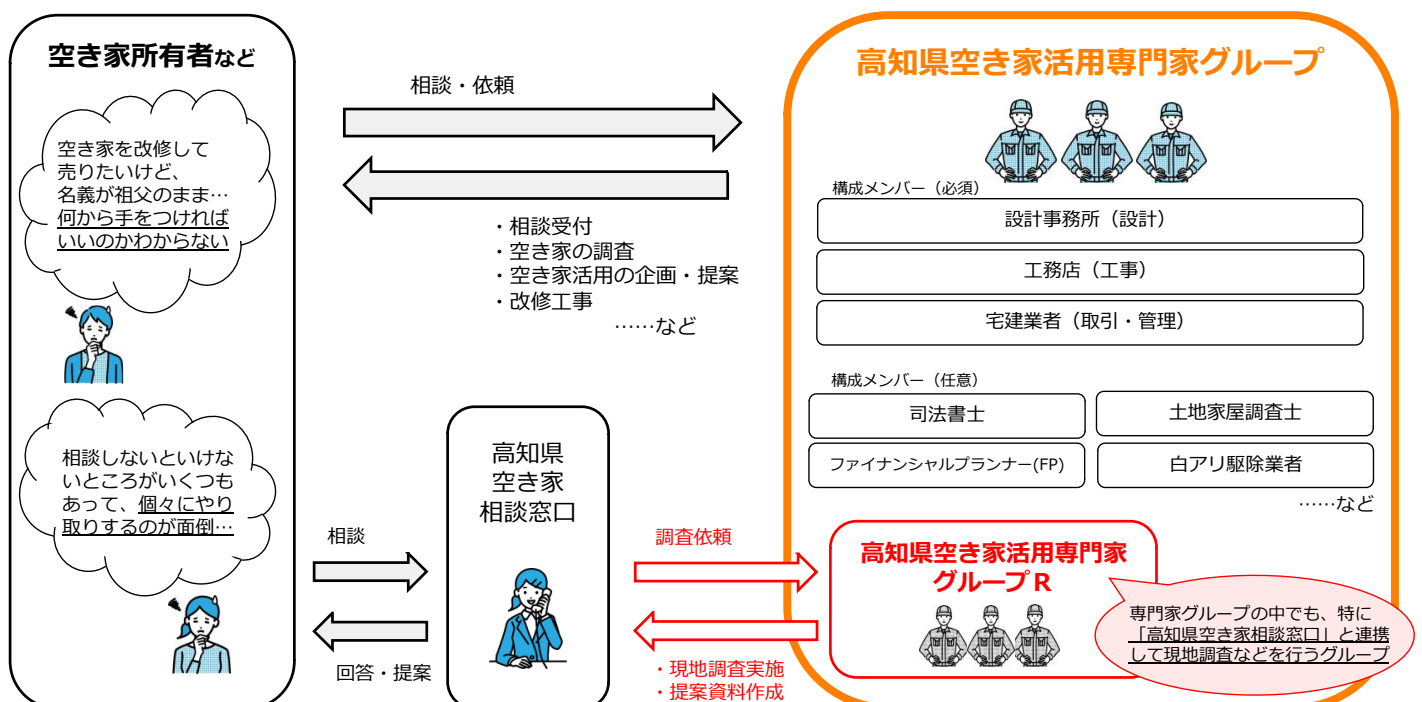 空き家所有者など
空き家を改修して
売りたいけど、
名義が祖父のまま…
何から手をつければ
いいのかわからない
相談しないといけな
いところがいくつも
あって、個々にやり
取りするのが面倒…
相談・依頼
・相談受付
・空き家の調査
・空き家活用の企画・提案
・改修工事
……など
相談
回答・提案
高知県
空き家
相談窓口
調査依頼
・現地調査実施
・提案資料作成
高知県空き家活用専門家グループ
構成メンバー（必須）
設計事務所（設計）
工務店（工事）
宅建業者（取引・管理）
構成メンバー（任意）
司法書士
土地家屋調査士
ファイナンシャルプランナー(FP)
白アリ駆除業者
……など
高知県空き家活用専門家
グループR
専門家グループの中でも、特に
「高知県空き家相談窓口」と連携
して現地調査などを行うグループ